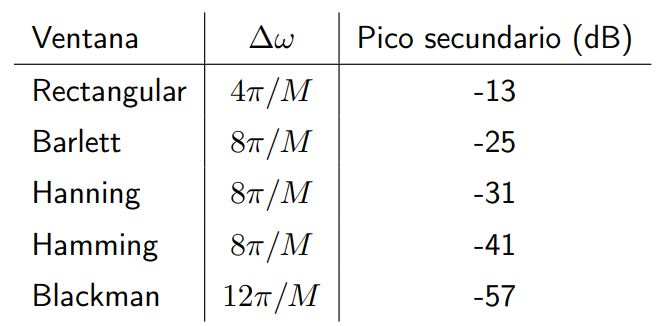 Ventana Δω Pico secundario (dB)
Rectangular 4π/M -13
Barlett 8π/M -25
Hanning 8π/M -31
Hamming 8π/M -41
Blackman 12π/M -57